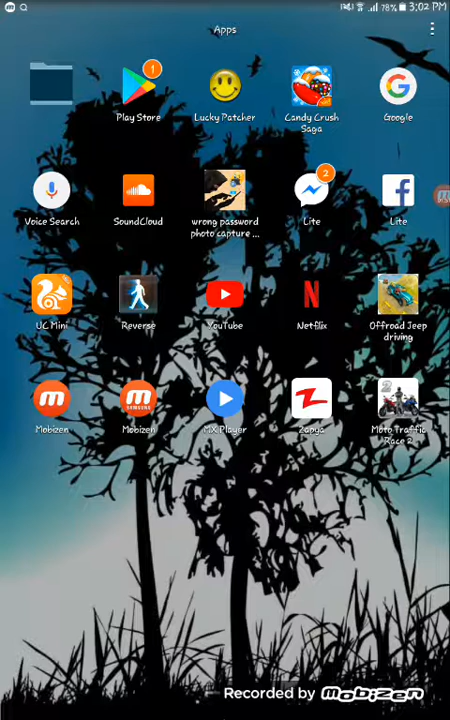 78% 3:02 PM
Apps
1
Play Store
Lucky Patcher
Candy Crush
Saga
Google
2
Voice Search
SoundCloud
wrong password
photo capture ...
Lite
Lite
UC Mini
Reverse
YouTube
Netflix
Offroad Jeep
driving
SAMSUNG
2
Mobizen
Mobizen
MX Player
Zapya
Moto Traffic
Race 2
Recorded by Mobizen